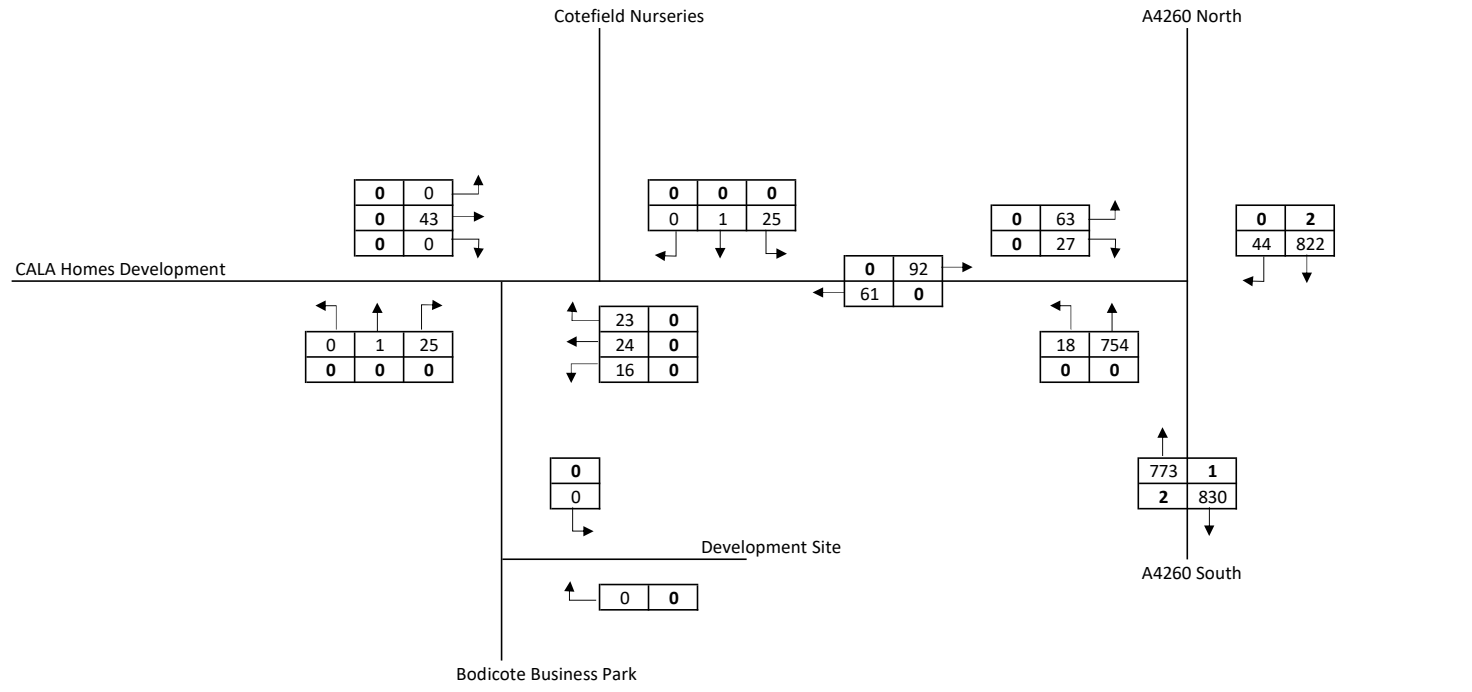 Cotefield Nurseries A4260 North
0 0
0 43
0 0
0 0 0
0 1 25
0 63
0 27
0 2
44 822
CALA Homes Development
0 92
61 0
0 1 25
0 0 0
23 0
24 0
16 0
18 754
0 0
0
0
773 1
2 830
Development Site
A4260 South
0 0
Bodicote Business Park